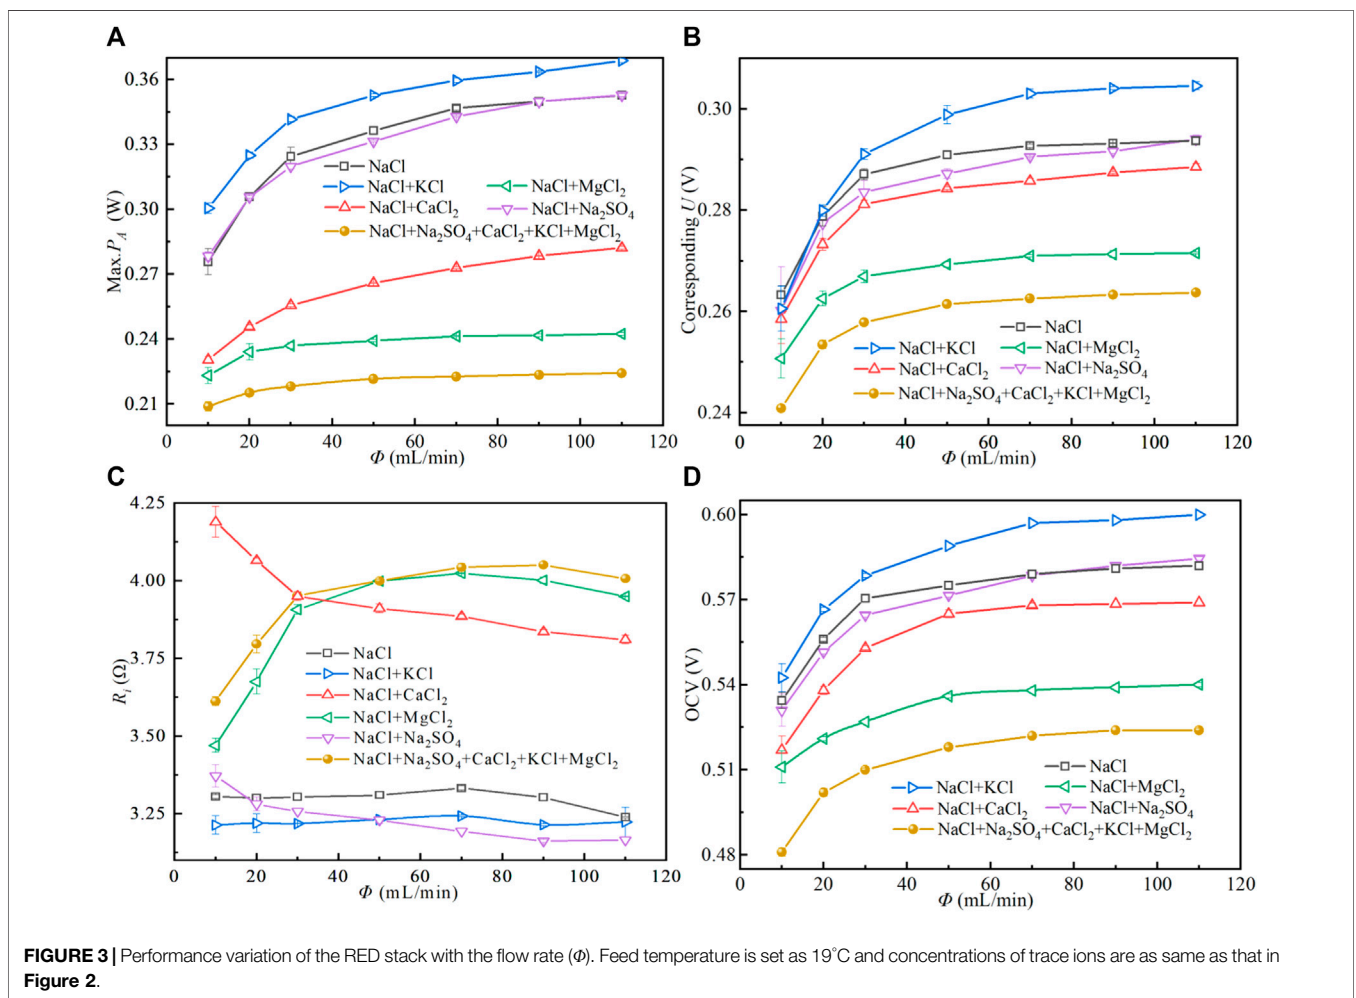 A
0.36
0.33
0.30
0.27
0.24
0.21
Max.P_A (W)
NaCl
NaCl+KCl
NaCl+MgCl₂
NaCl+CaCl₂
NaCl+Na₂SO₄
NaCl+Na₂SO₄+CaCl₂+KCl+MgCl₂
0 20 40 60 80 100 120
Φ (mL/min)
B
0.30
0.28
0.26
0.24
Corresponding U (V)
NaCl
NaCl+KCl
NaCl+MgCl₂
NaCl+CaCl₂
NaCl+Na₂SO₄
NaCl+Na₂SO₄+CaCl₂+KCl+MgCl₂
0 20 40 60 80 100 120
Φ (mL/min)
C
4.25
4.00
3.75
3.50
3.25
R_i (Ω)
NaCl
NaCl+KCl
NaCl+CaCl₂
NaCl+MgCl₂
NaCl+Na₂SO₄
NaCl+Na₂SO₄+CaCl₂+KCl+MgCl₂
0 20 40 60 80 100 120
Φ (mL/min)
D
0.60
0.57
0.54
0.51
0.48
OCV (V)
NaCl
NaCl+KCl
NaCl+MgCl₂
NaCl+CaCl₂
NaCl+Na₂SO₄
NaCl+Na₂SO₄+CaCl₂+KCl+MgCl₂
0 20 40 60 80 100 120
Φ (mL/min)
FIGURE 3 | Performance variation of the RED stack with the flow rate (Φ). Feed temperature is set as 19°C and concentrations of trace ions are as same as that in
Figure 2.